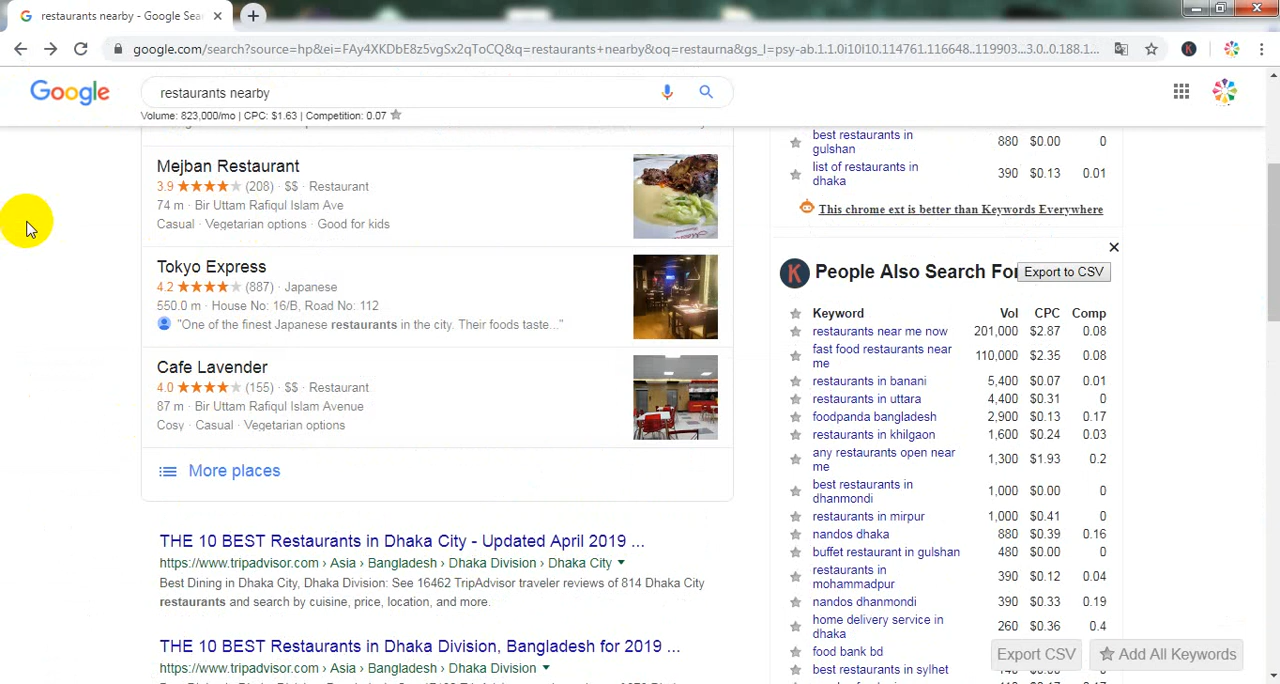 restaurants nearby - Google Sea
google.com/search?source=hp&ei=FAy4XKDbE8z5vgSx2qToCQ&q=restaurants+nearby&oq=restaurna&gs_l=psy-ab.1.1.0i10l10.114761.116648..119903...3.0..0.188.1...
Google
restaurants nearby
Volume: 823,000/mo | CPC: $1.63 | Competition: 0.07
Mejban Restaurant
3.9 (208) · $$ · Restaurant
74 m · Bir Uttam Rafiqul Islam Ave
Casual · Vegetarian options · Good for kids
Tokyo Express
4.2 (887) · Japanese
550.0 m · House No: 16/B, Road No: 112
"One of the finest Japanese restaurants in the city. Their foods taste..."
Cafe Lavender
4.0 (155) · $$ · Restaurant
87 m · Bir Uttam Rafiqul Islam Avenue
Cosy · Casual · Vegetarian options
More places
THE 10 BEST Restaurants in Dhaka City - Updated April 2019 ...
https://www.tripadvisor.com › Asia › Bangladesh › Dhaka Division › Dhaka City
Best Dining in Dhaka City, Dhaka Division: See 16462 TripAdvisor traveler reviews of 814 Dhaka City
restaurants and search by cuisine, price, location, and more.
THE 10 BEST Restaurants in Dhaka Division, Bangladesh for 2019 ...
https://www.tripadvisor.com › Asia › Bangladesh › Dhaka Division
best restaurants in
gulshan 880 $0.00 0
list of restaurants in
dhaka 390 $0.13 0.01
This chrome ext is better than Keywords Everywhere
K People Also Search For Export to CSV
Keyword Vol CPC Comp
restaurants near me now 201,000 $2.87 0.08
fast food restaurants near
me 110,000 $2.35 0.08
restaurants in banani 5,400 $0.07 0.01
restaurants in uttara 4,400 $0.31 0
foodpanda bangladesh 2,900 $0.13 0.17
restaurants in khilgaon 1,600 $0.24 0.03
any restaurants open near
me 1,300 $1.93 0.2
best restaurants in
dhanmondi 1,000 $0.00 0
restaurants in mirpur 1,000 $0.41 0
nandos dhaka 880 $0.39 0.16
buffet restaurant in gulshan 480 $0.00 0
restaurants in
mohammadpur 390 $0.12 0.04
nandos dhanmondi 390 $0.33 0.19
home delivery service in
dhaka 260 $0.36 0.4
food bank bd
best restaurants in sylhet
Export CSV
Add All Keywords